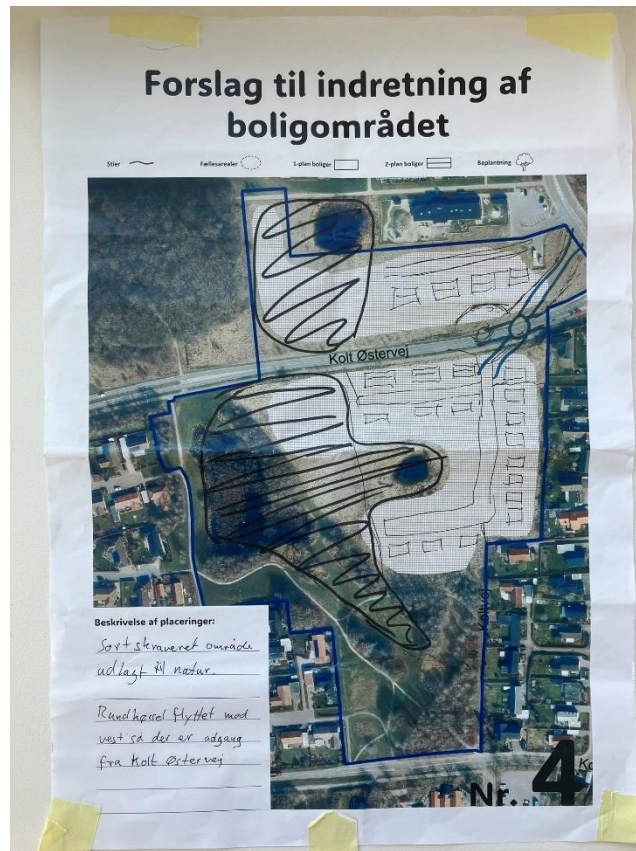 Forslag til indretning af
boligområdet
Stier
Fællesarealer
1-plan boliger
2-plan boliger
Beplantning
Kolt Østervej
Koltvej
Beskrivelse af placeringer:
Sort skraveret område
udlagt til natur.
Rundkørsel flyttet mod
vest så der er adgang
fra Kolt Østervej
Nr. 4